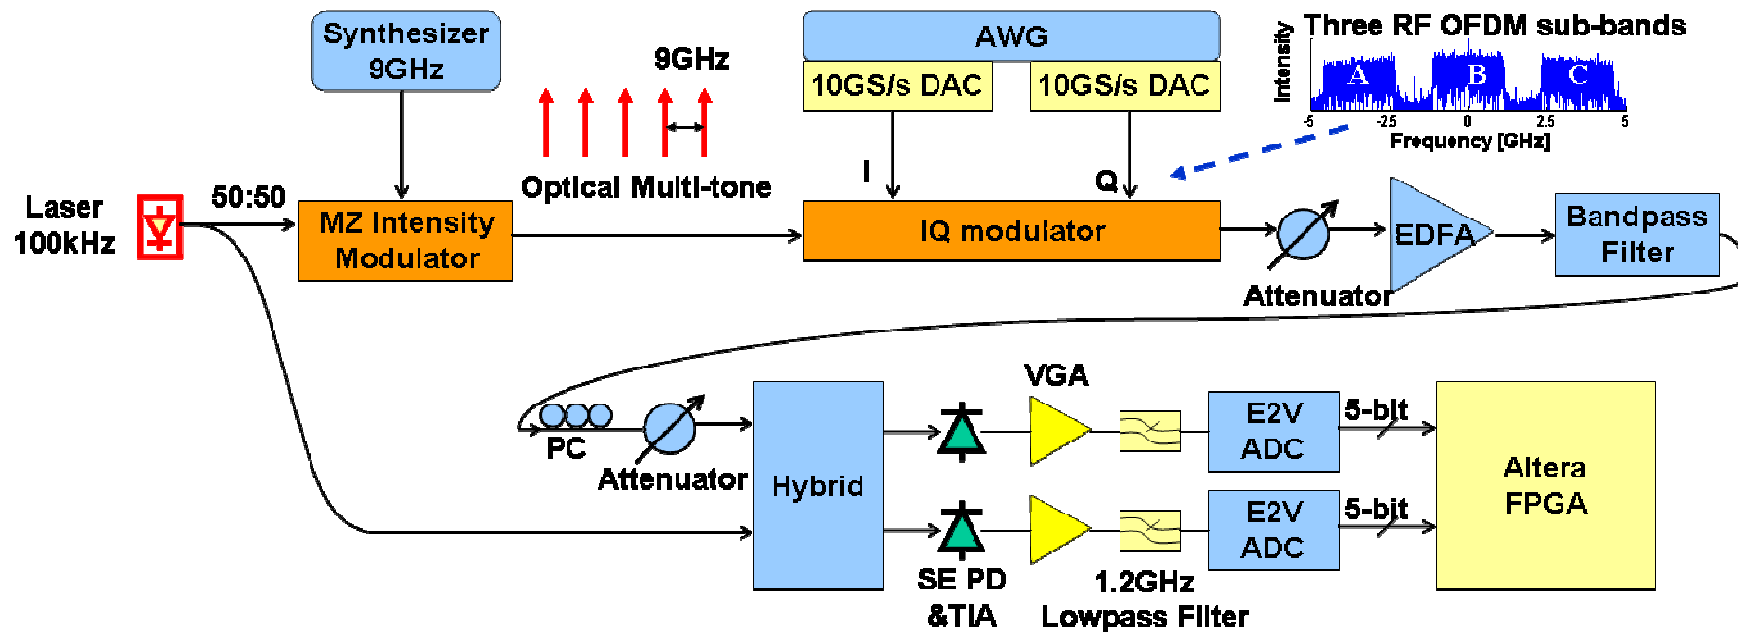 Synthesizer
9GHz
9GHz
Optical Multi-tone
AWG
10GS/s DAC
10GS/s DAC
I
Q
Three RF OFDM sub-bands
Intensity
A
B
C
-5
-2.5
0
2.5
5
Frequency [GHz]
Laser
100kHz
50:50
MZ Intensity
Modulator
IQ modulator
Attenuator
EDFA
Bandpass
Filter
PC
Attenuator
Hybrid
SE PD
&TIA
VGA
1.2GHz
Lowpass Filter
E2V
ADC
5-bit
E2V
ADC
5-bit
Altera
FPGA